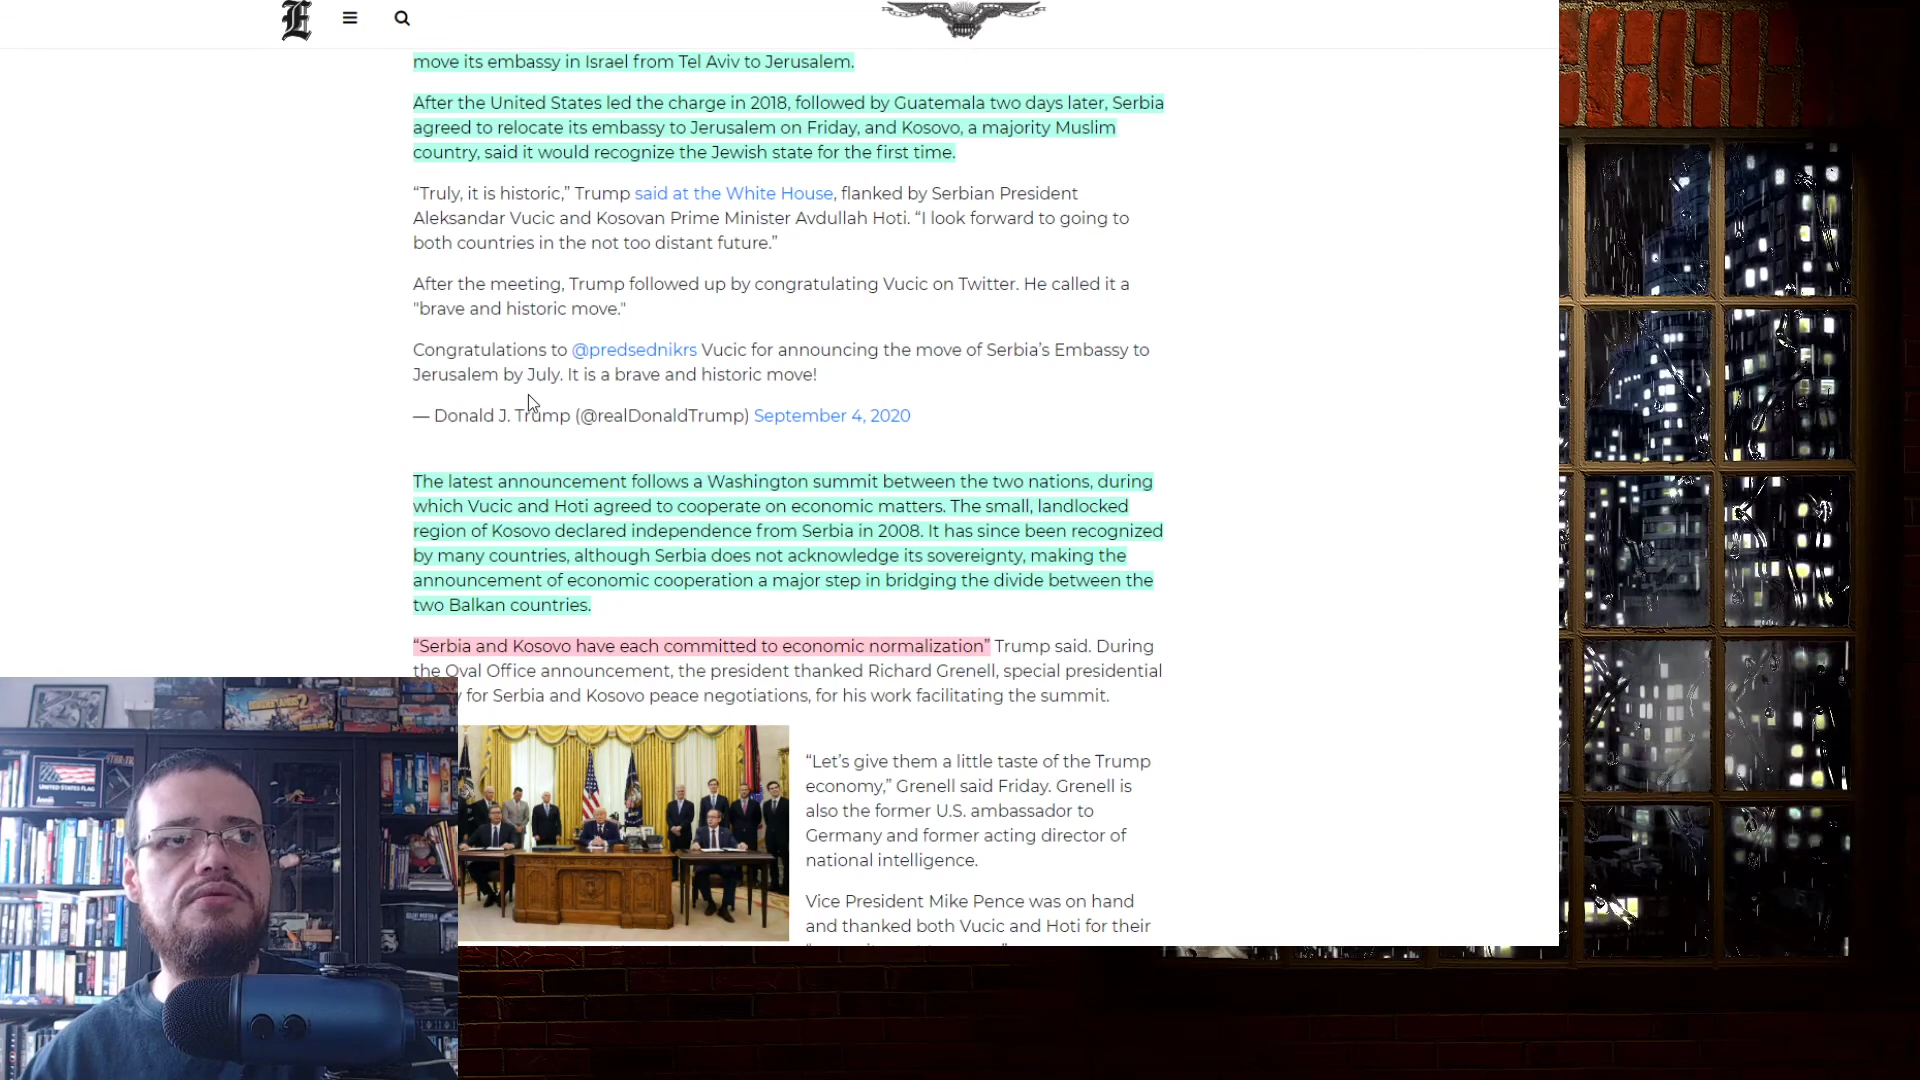 E
move its embassy in Israel from Tel Aviv to Jerusalem.
After the United States led the charge in 2018, followed by Guatemala two days later, Serbia
agreed to relocate its embassy to Jerusalem on Friday, and Kosovo, a majority Muslim
country, said it would recognize the Jewish state for the first time.
“Truly, it is historic,” Trump said at the White House, flanked by Serbian President
Aleksandar Vucic and Kosovan Prime Minister Avdullah Hoti. “I look forward to going to
both countries in the not too distant future.”
After the meeting, Trump followed up by congratulating Vucic on Twitter. He called it a
"brave and historic move."
Congratulations to @predsednikrs Vucic for announcing the move of Serbia’s Embassy to
Jerusalem by July. It is a brave and historic move!
— Donald J. Trump (@realDonaldTrump) September 4, 2020
The latest announcement follows a Washington summit between the two nations, during
which Vucic and Hoti agreed to cooperate on economic matters. The small, landlocked
region of Kosovo declared independence from Serbia in 2008. It has since been recognized
by many countries, although Serbia does not acknowledge its sovereignty, making the
announcement of economic cooperation a major step in bridging the divide between the
two Balkan countries.
“Serbia and Kosovo have each committed to economic normalization” Trump said. During
the Oval Office announcement, the president thanked Richard Grenell, special presidential
for Serbia and Kosovo peace negotiations, for his work facilitating the summit.
“Let’s give them a little taste of the Trump
economy,” Grenell said Friday. Grenell is
also the former U.S. ambassador to
Germany and former acting director of
national intelligence.
Vice President Mike Pence was on hand
and thanked both Vucic and Hoti for their
UNITED STATES FLAG